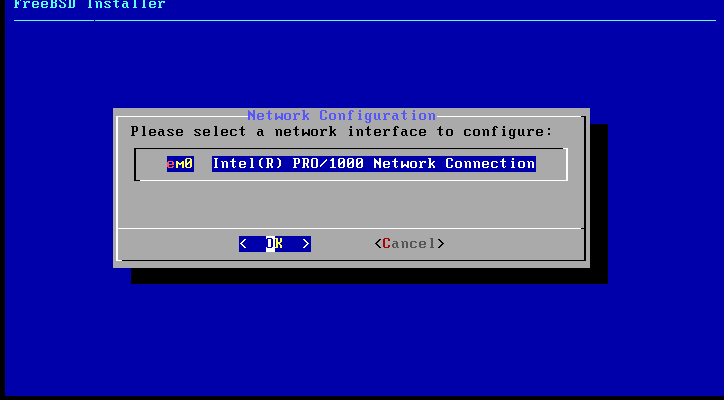 FreeBSD Installer
Network Configuration
Please select a network interface to configure:
em0 Intel(R) PRO/1000 Network Connection
< OK > <Cancel>